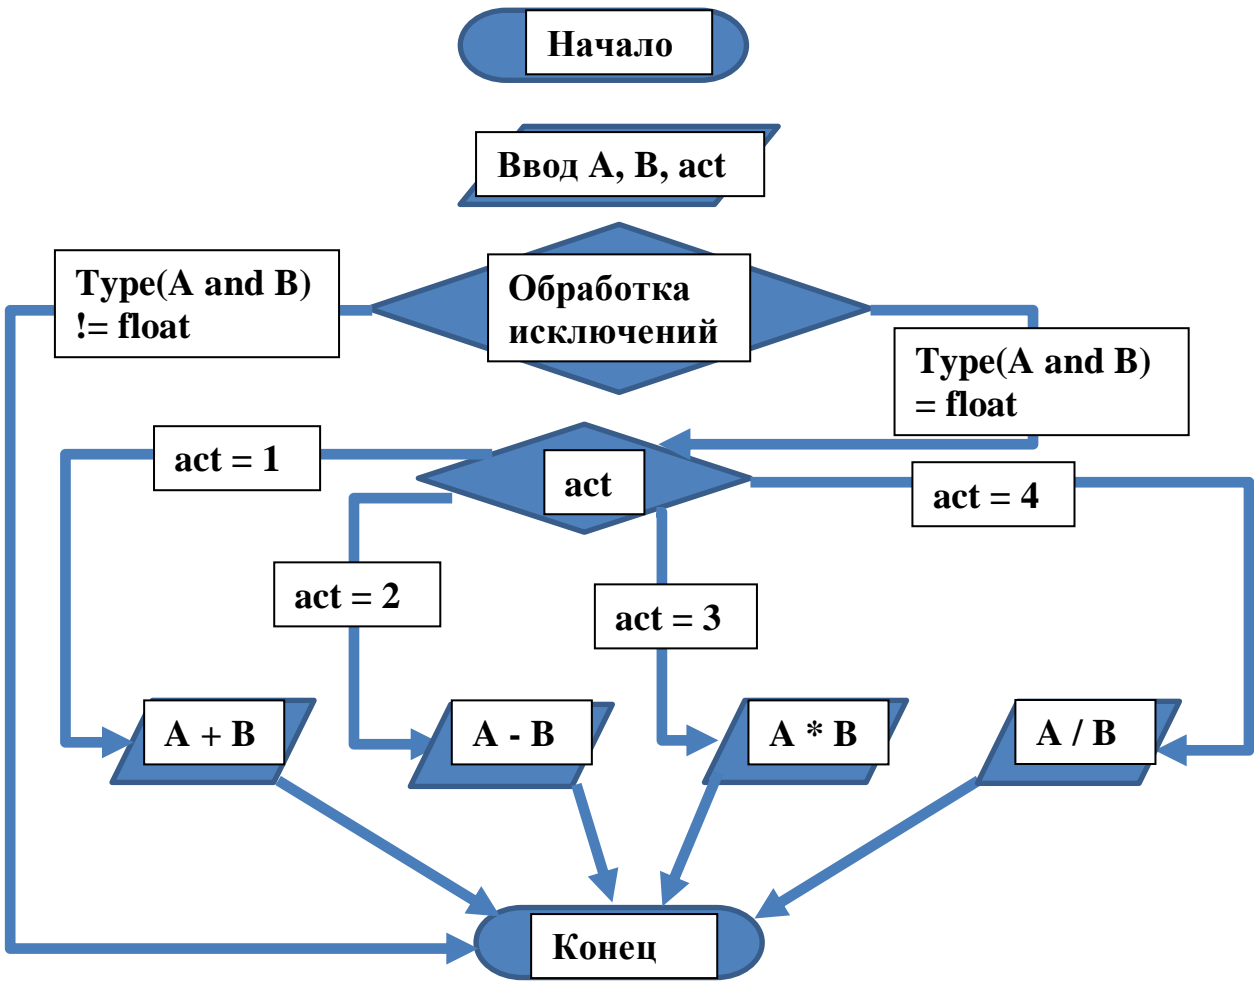 Начало
Ввод A, B, act
Type(A and B)
!= float
Обработка
исключений
Type(A and B)
= float
act = 1
act
act = 4
act = 2
act = 3
A + B
A - B
A * B
A / B
Конец